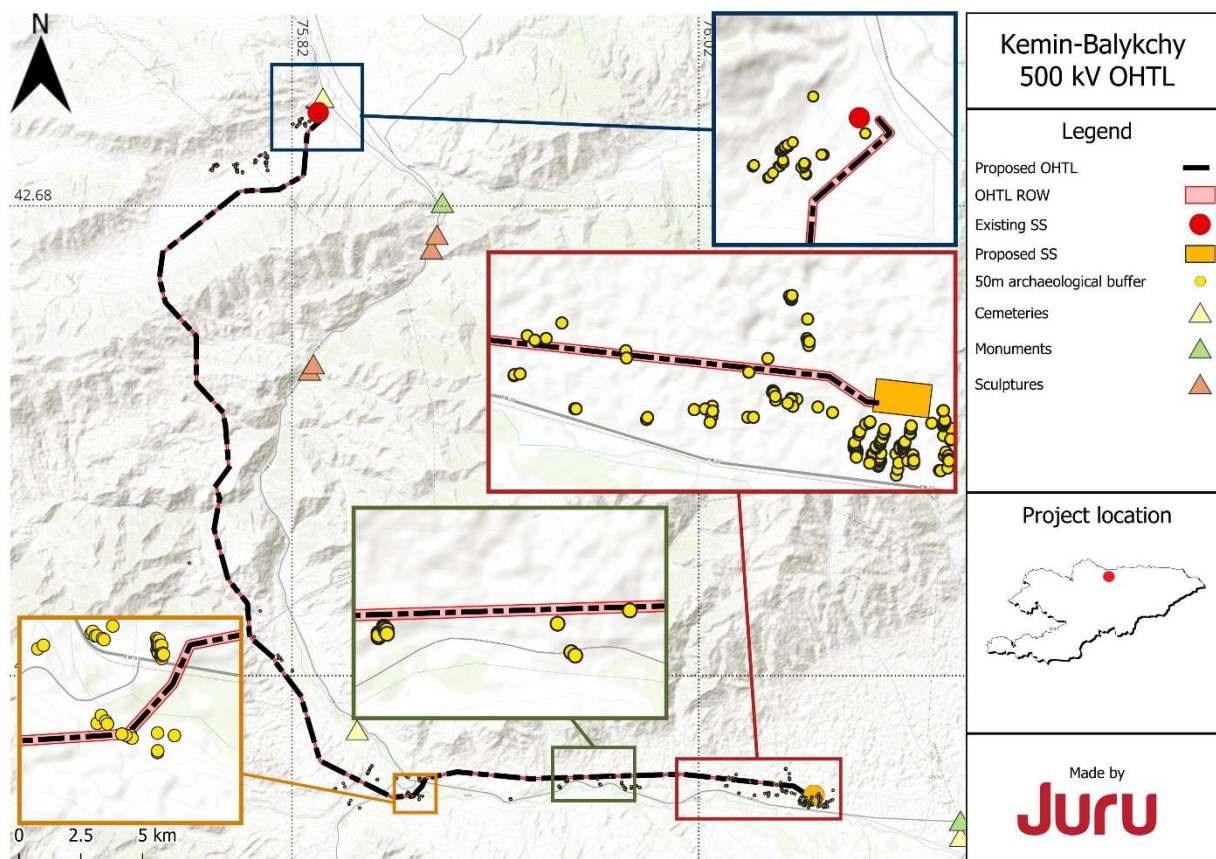 Kemin-Balykchy
500 kV OHTL
Legend
Proposed OHTL
OHTL ROW
Existing SS
Proposed SS
50m archaeological buffer
Cemeteries
Monuments
Sculptures
Project location
Made by
Juru
75.82
76.02
42.68
0 2.5 5 km